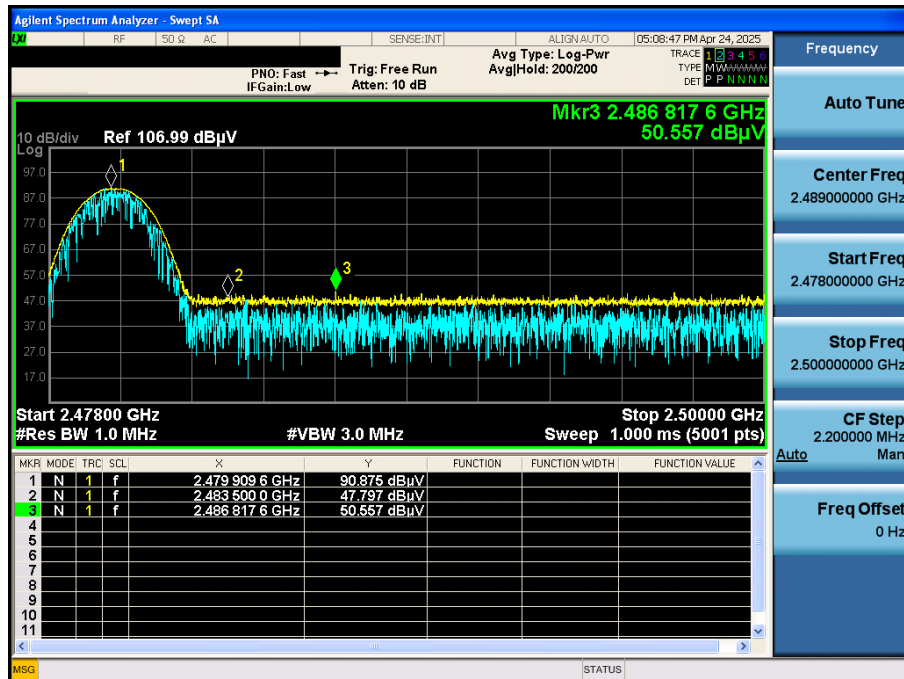 Agilent Spectrum Analyzer - Swept SA
LXI RF 50 Ω AC SENSE:INT ALIGN AUTO 05:08:47 PM Apr 24, 2025
PNO: Fast Trig: Free Run Avg Type: Log-Pwr TRACE 1 2 3 4 5 6
IFGain:Low Atten: 10 dB Avg|Hold: 200/200 TYPE MWWWWW
DET P P N N N N
Mkr3 2.486 817 6 GHz
50.557 dBµV
10 dB/div Ref 106.99 dBµV
Log
97.0
87.0
77.0
67.0
57.0
47.0
37.0
27.0
17.0
1
2
3
Start 2.47800 GHz Stop 2.50000 GHz
#Res BW 1.0 MHz #VBW 3.0 MHz Sweep 1.000 ms (5001 pts)
MKR MODE TRC SCL X Y FUNCTION FUNCTION WIDTH FUNCTION VALUE
1 N 1 f 2.479 909 6 GHz 90.875 dBµV
2 N 1 f 2.483 500 0 GHz 47.797 dBµV
3 N 1 f 2.486 817 6 GHz 50.557 dBµV
4
5
6
7
8
9
10
11
MSG STATUS
Frequency
Auto Tune
Center Freq
2.489000000 GHz
Start Freq
2.478000000 GHz
Stop Freq
2.500000000 GHz
CF Step
2.200000 MHz
Auto Man
Freq Offset
0 Hz